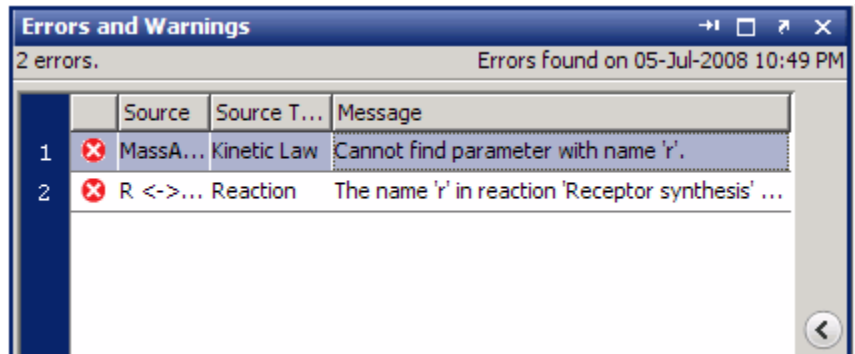 Errors and Warnings
2 errors. Errors found on 05-Jul-2008 10:49 PM
Source Source T... Message
1 MassA... Kinetic Law Cannot find parameter with name 'r'.
2 R <->... Reaction The name 'r' in reaction 'Receptor synthesis' ...